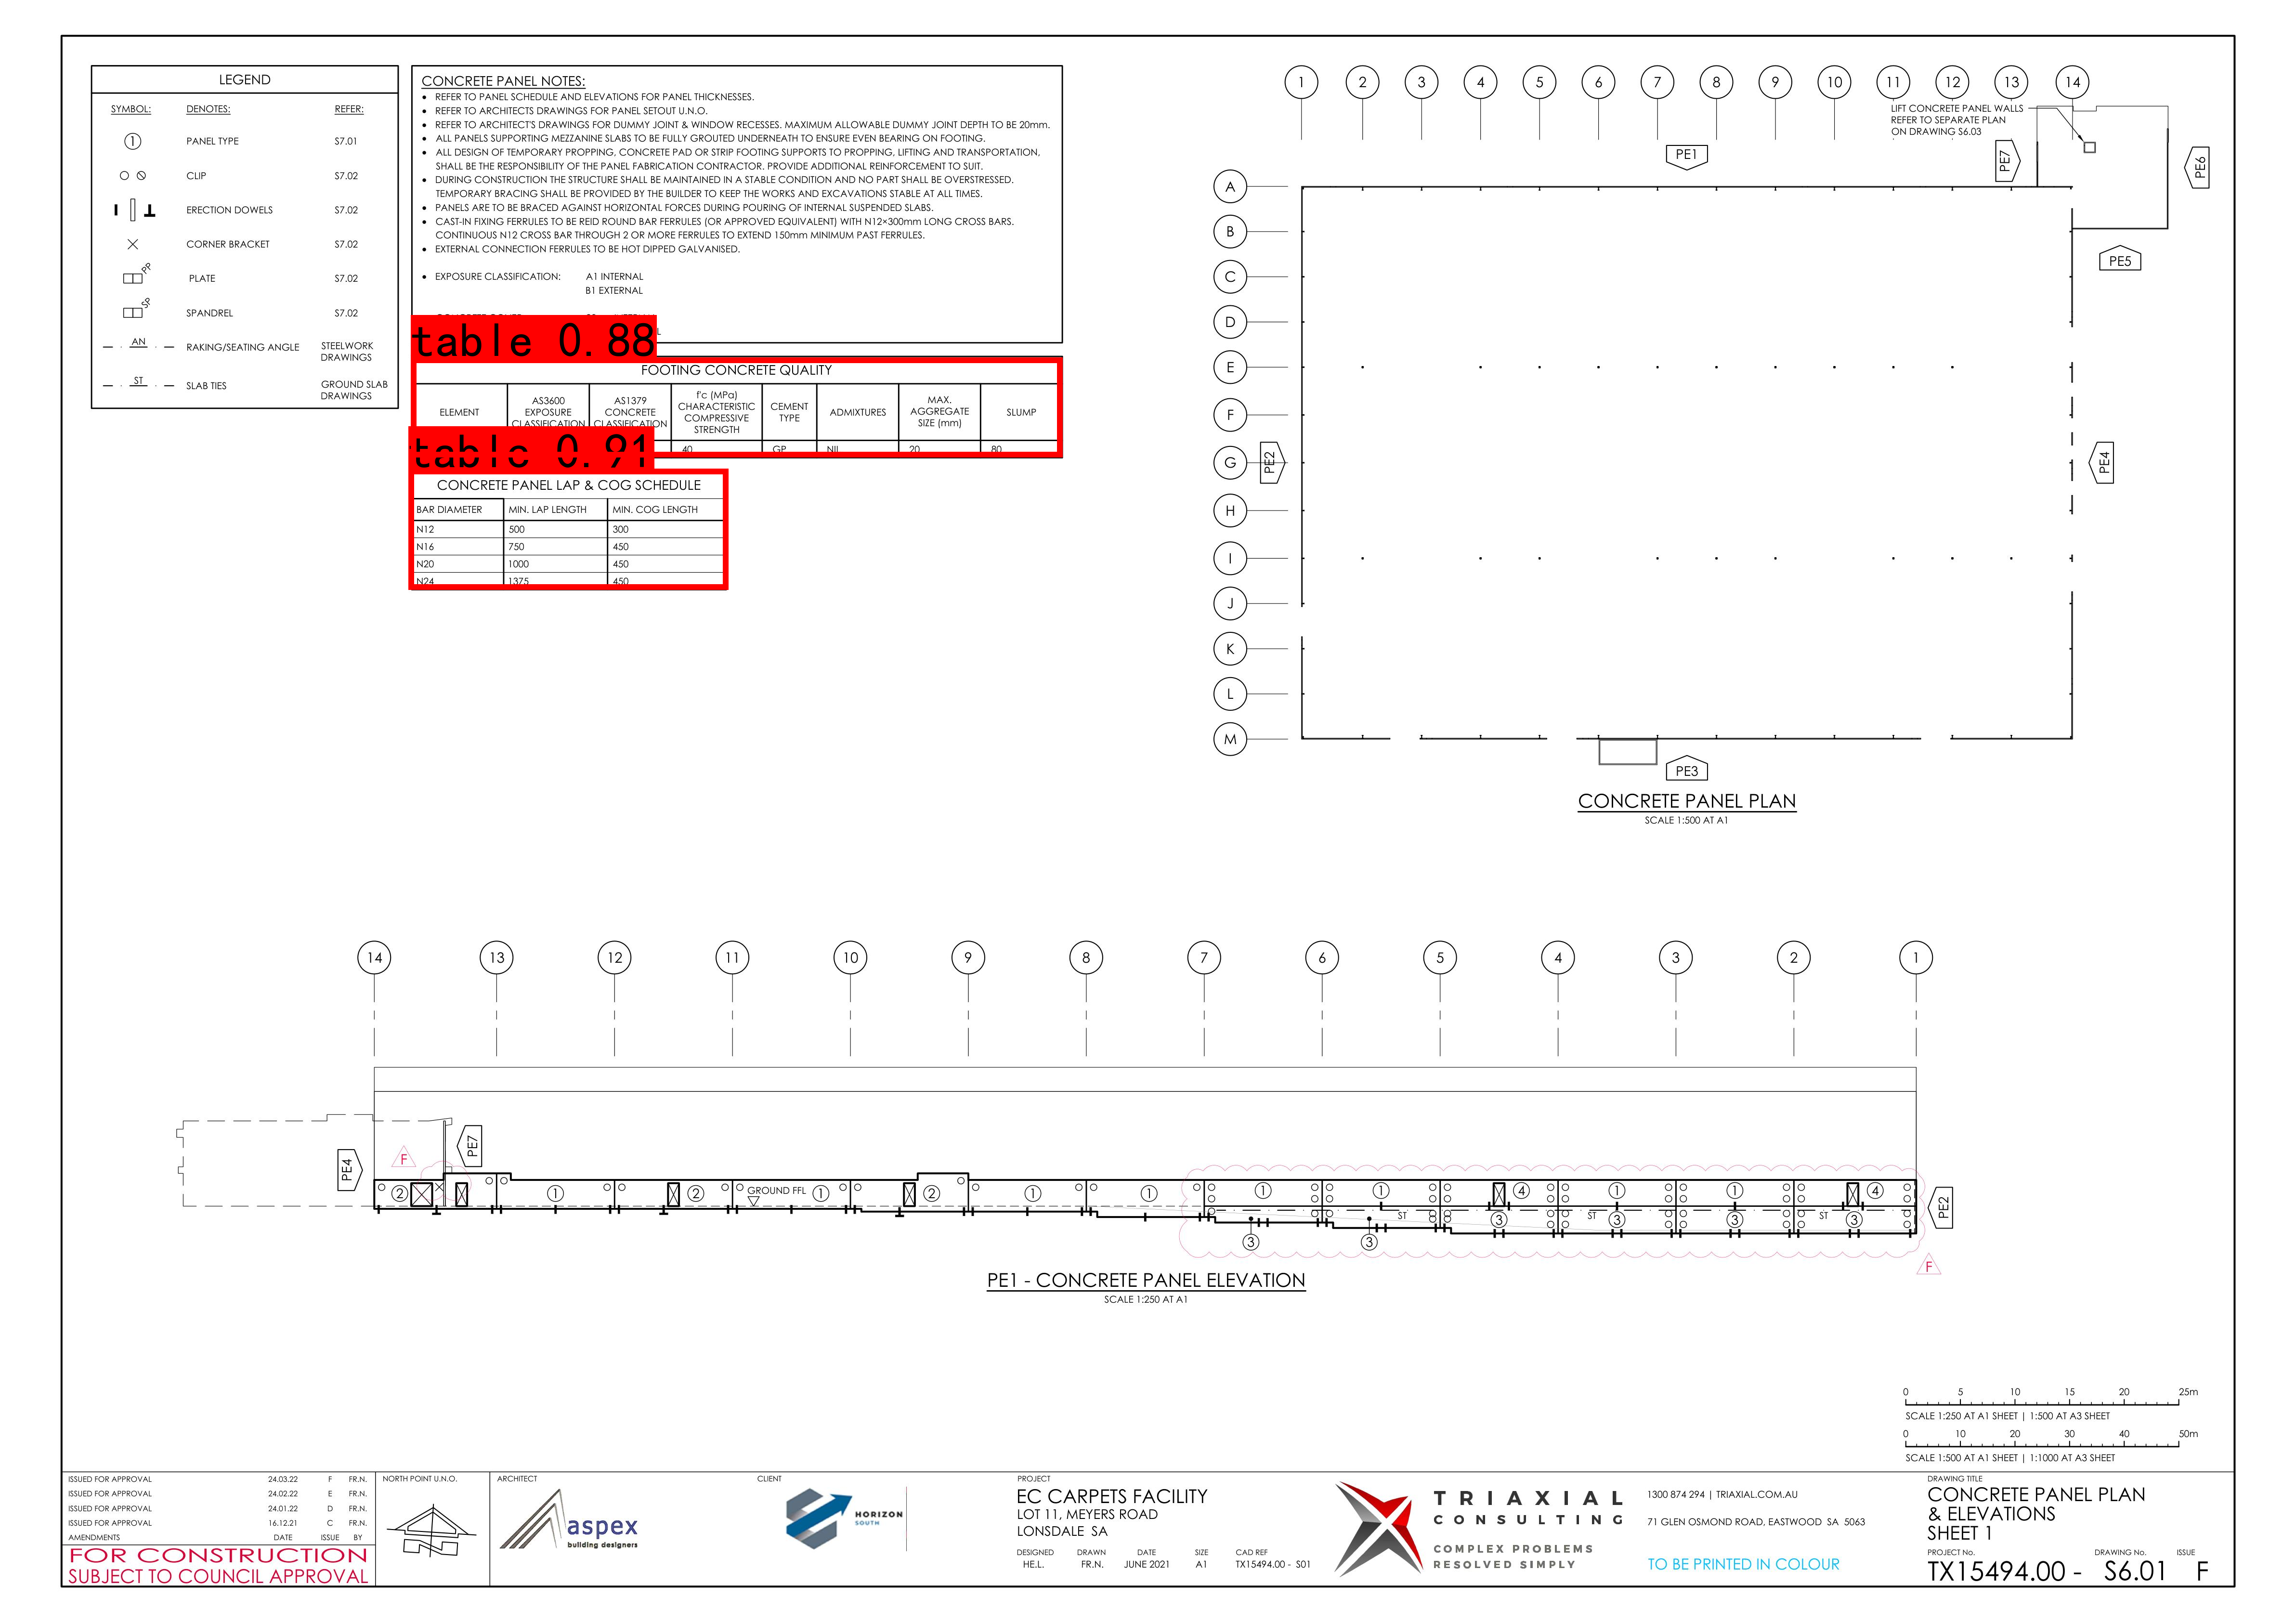 LEGEND
SYMBOL: DENOTES: REFER:
1 PANEL TYPE S7.01
CLIP S7.02
ERECTION DOWELS S7.02
CORNER BRACKET S7.02
PP PLATE S7.02
SP SPANDREL S7.02
AN RAKING/SEATING ANGLE STEELWORK
DRAWINGS
ST SLAB TIES GROUND SLAB
DRAWINGS
CONCRETE PANEL NOTES:
• REFER TO PANEL SCHEDULE AND ELEVATIONS FOR PANEL THICKNESSES.
• REFER TO ARCHITECTS DRAWINGS FOR PANEL SETOUT U.N.O.
• REFER TO ARCHITECT'S DRAWINGS FOR DUMMY JOINT & WINDOW RECESSES. MAXIMUM ALLOWABLE DUMMY JOINT DEPTH TO BE 20mm.
• ALL PANELS SUPPORTING MEZZANINE SLABS TO BE FULLY GROUTED UNDERNEATH TO ENSURE EVEN BEARING ON FOOTING.
• ALL DESIGN OF TEMPORARY PROPPING, CONCRETE PAD OR STRIP FOOTING SUPPORTS TO PROPPING, LIFTING AND TRANSPORTATION,
SHALL BE THE RESPONSIBILITY OF THE PANEL FABRICATION CONTRACTOR. PROVIDE ADDITIONAL REINFORCEMENT TO SUIT.
• DURING CONSTRUCTION THE STRUCTURE SHALL BE MAINTAINED IN A STABLE CONDITION AND NO PART SHALL BE OVERSTRESSED.
TEMPORARY BRACING SHALL BE PROVIDED BY THE BUILDER TO KEEP THE WORKS AND EXCAVATIONS STABLE AT ALL TIMES.
• PANELS ARE TO BE BRACED AGAINST HORIZONTAL FORCES DURING POURING OF INTERNAL SUSPENDED SLABS.
• CAST-IN FIXING FERRULES TO BE REID ROUND BAR FERRULES (OR APPROVED EQUIVALENT) WITH N12×300mm LONG CROSS BARS.
CONTINUOUS N12 CROSS BAR THROUGH 2 OR MORE FERRULES TO EXTEND 150mm MINIMUM PAST FERRULES.
• EXTERNAL CONNECTION FERRULES TO BE HOT DIPPED GALVANISED.
• EXPOSURE CLASSIFICATION: A1 INTERNAL
B1 EXTERNAL
table 0.88
FOOTING CONCRETE QUALITY
ELEMENT AS3600 EXPOSURE CLASSIFICATION AS1379 CONCRETE CLASSIFICATION f'c (MPa) CHARACTERISTIC COMPRESSIVE STRENGTH CEMENT TYPE ADMIXTURES MAX. AGGREGATE SIZE (mm) SLUMP
40 GP NIL 20 80
table 0.91
CONCRETE PANEL LAP & COG SCHEDULE
BAR DIAMETER MIN. LAP LENGTH MIN. COG LENGTH
N12 500 300
N16 750 450
N20 1000 450
N24 1375 450
1 2 3 4 5 6 7 8 9 10 11 12 13 14
LIFT CONCRETE PANEL WALLS
REFER TO SEPARATE PLAN
ON DRAWING S6.03
PE1
PE7
PE6
A
B
PE5
C
D
E
F
G
PE2
PE4
H
I
J
K
L
M
PE3
CONCRETE PANEL PLAN
SCALE 1:500 AT A1
14 13 12 11 10 9 8 7 6 5 4 3 2 1
PE4
F
PE7
2 1 2 GROUND FFL 1 2 1 1 1 1 4 1 1 4
PE2
ST ST ST
3 3 3 3
3 3
F
PE1 - CONCRETE PANEL ELEVATION
SCALE 1:250 AT A1
0 5 10 15 20 25m
SCALE 1:250 AT A1 SHEET | 1:500 AT A3 SHEET
0 10 20 30 40 50m
SCALE 1:500 AT A1 SHEET | 1:1000 AT A3 SHEET
ISSUED FOR APPROVAL 24.03.22 F FR.N.
ISSUED FOR APPROVAL 24.02.22 E FR.N.
ISSUED FOR APPROVAL 24.01.22 D FR.N.
ISSUED FOR APPROVAL 16.12.21 C FR.N.
AMENDMENTS DATE ISSUE BY
FOR CONSTRUCTION
SUBJECT TO COUNCIL APPROVAL
NORTH POINT U.N.O.
ARCHITECT
aspex
building designers
CLIENT
HORIZON
SOUTH
PROJECT
EC CARPETS FACILITY
LOT 11, MEYERS ROAD
LONSDALE SA
DESIGNED DRAWN DATE SIZE CAD REF
HE.L. FR.N. JUNE 2021 A1 TX15494.00 - S01
TRIAXIAL
CONSULTING
COMPLEX PROBLEMS
RESOLVED SIMPLY
1300 874 294 | TRIAXIAL.COM.AU
71 GLEN OSMOND ROAD, EASTWOOD SA 5063
TO BE PRINTED IN COLOUR
DRAWING TITLE
CONCRETE PANEL PLAN
& ELEVATIONS
SHEET 1
PROJECT No. DRAWING No. ISSUE
TX15494.00 - S6.01 F